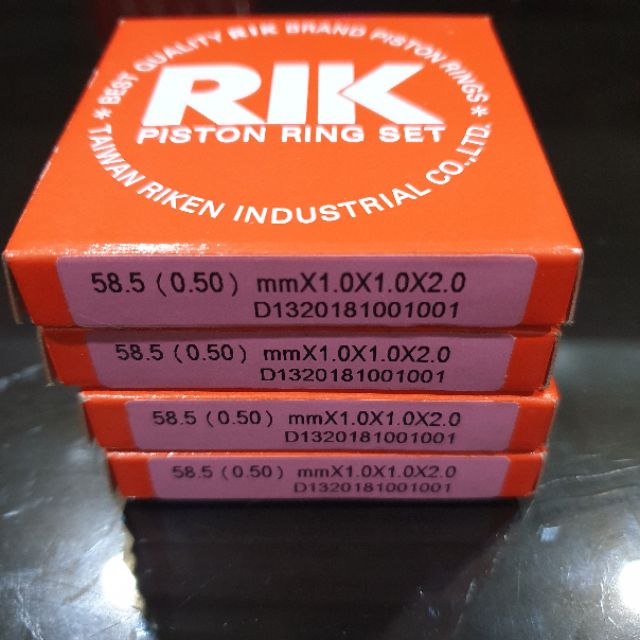 * BEST QUALITY RIK BRAND PISTON RINGS *
RIK
PISTON RING SET
TAIWAN RIKEN INDUSTRIAL CO.,LTD.
58.5 (0.50) mmX1.0X1.0X2.0
D1320181001001
58.5 (0.50) mmX1.0X1.0X2.0
D1320181001001
58.5 (0.50) mmX1.0X1.0X2.0
D1320181001001
58.5 (0.50) mmX1.0X1.0X2.0
D1320181001001